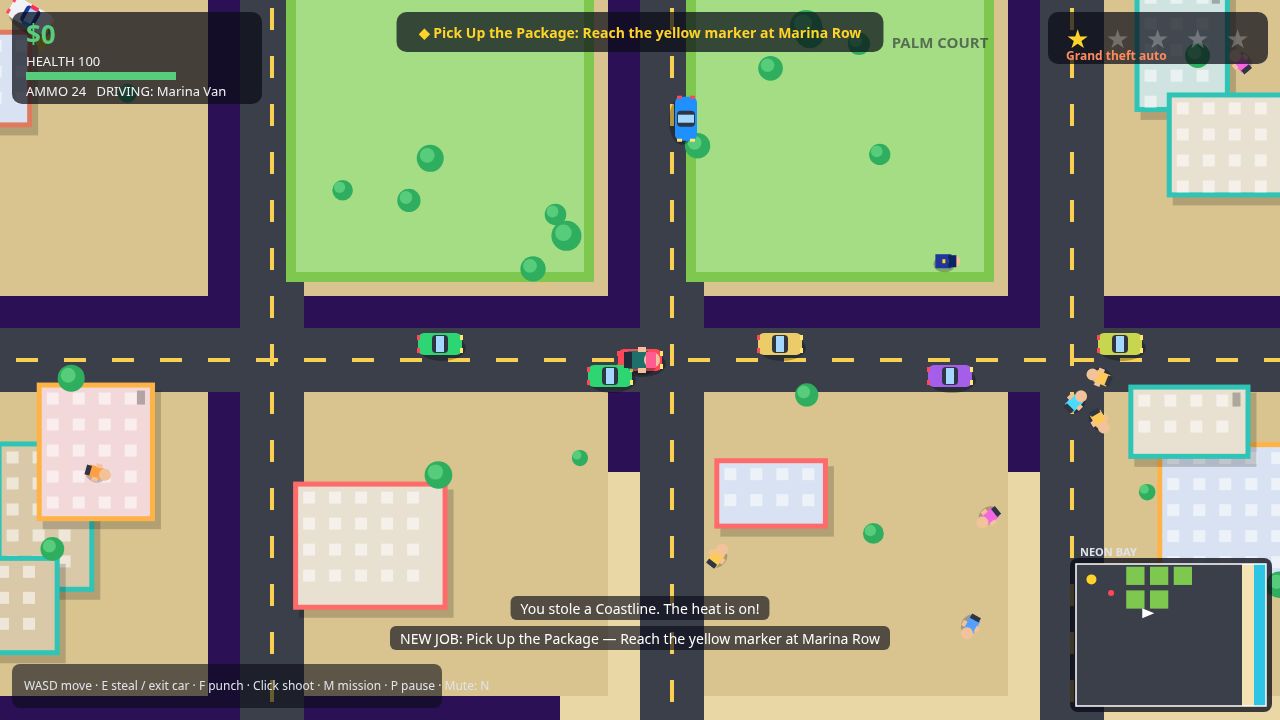 $0
HEALTH 100
AMMO 24 DRIVING: Marina Van
◆ Pick Up the Package: Reach the yellow marker at Marina Row
PALM COURT
★ ★ ★ ★ ★
Grand theft auto
You stole a Coastline. The heat is on!
NEW JOB: Pick Up the Package — Reach the yellow marker at Marina Row
NEON BAY
WASD move · E steal / exit car · F punch · Click shoot · M mission · P pause · Mute: N